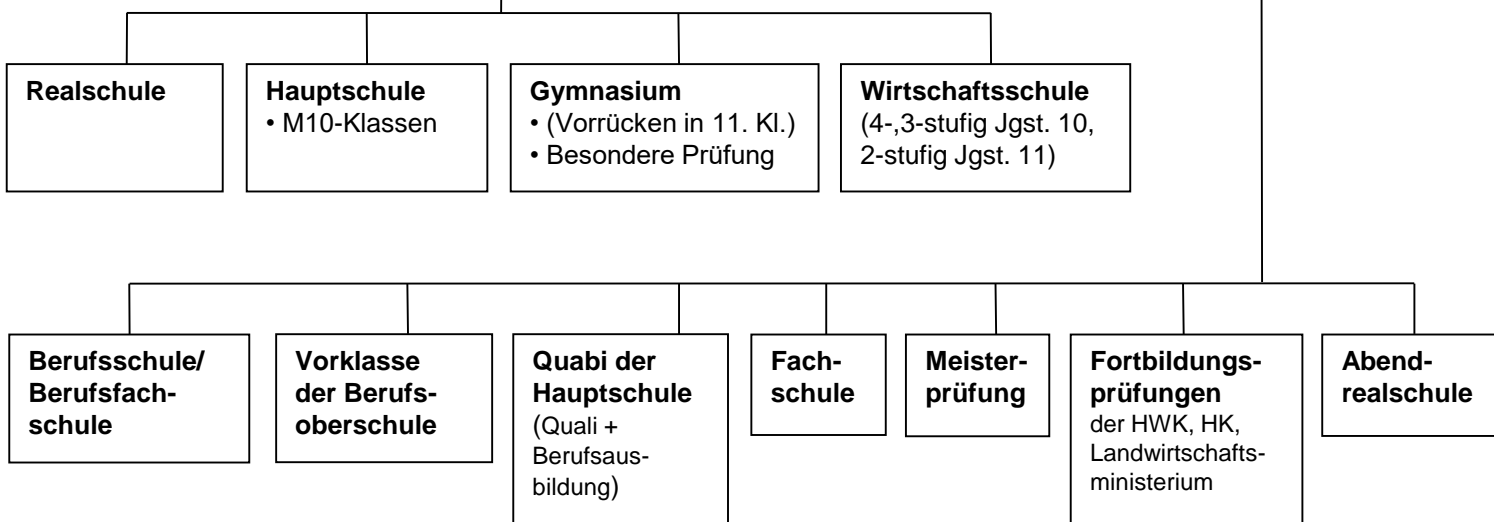 Realschule
Hauptschule
• M10-Klassen
Gymnasium
• (Vorrücken in 11. Kl.)
• Besondere Prüfung
Wirtschaftsschule
(4-,3-stufig Jgst. 10,
2-stufig Jgst. 11)
Berufsschule/
Berufsfach-
schule
Vorklasse
der Berufs-
oberschule
Quabi der
Hauptschule
(Quali +
Berufsaus-
bildung)
Fach-
schule
Meister-
prüfung
Fortbildungs-
prüfungen
der HWK, HK,
Landwirtschafts-
ministerium
Abend-
realschule